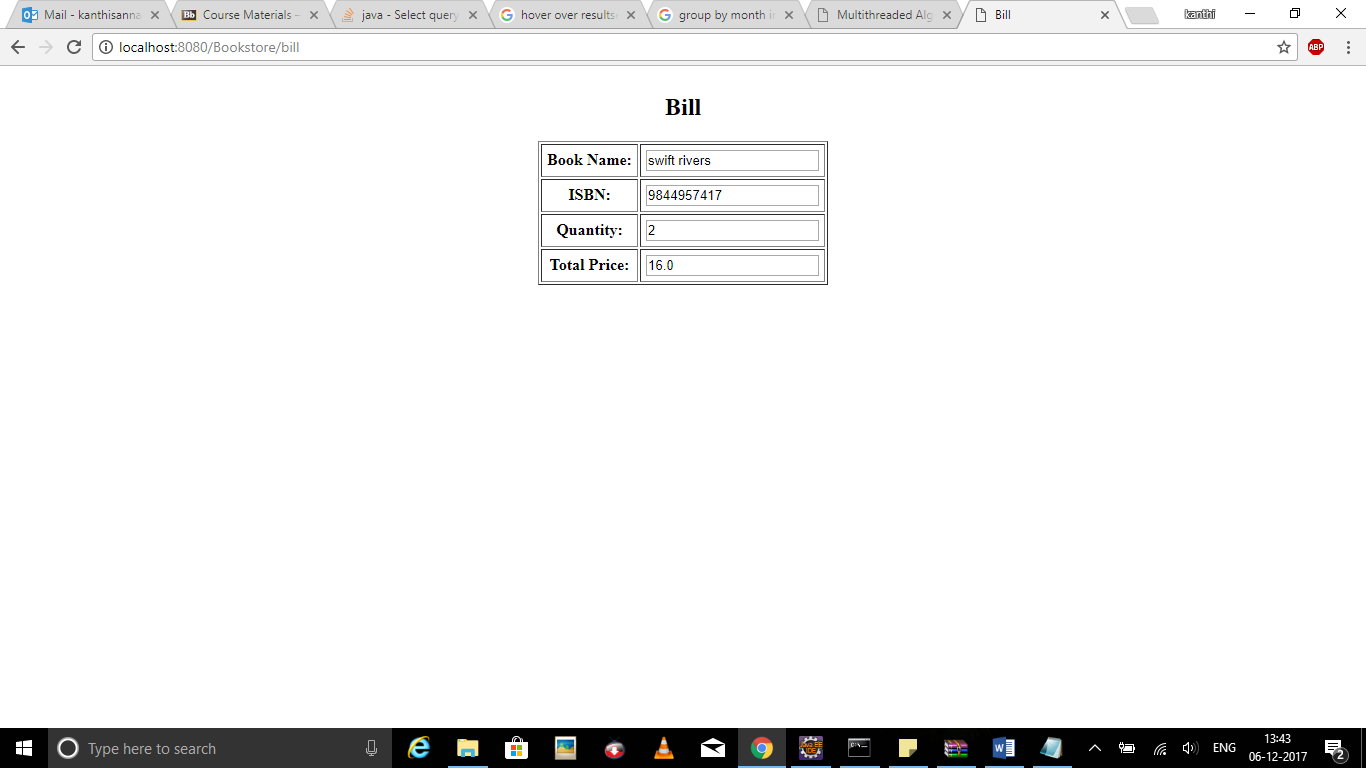 Mail - kanthisanna
Course Materials –
java - Select query
hover over results
group by month i
Multithreaded Alg
Bill
kanthi
localhost:8080/Bookstore/bill
ABP
Bill
Book Name: swift rivers
ISBN: 9844957417
Quantity: 2
Total Price: 16.0
Type here to search
ENG
13:43
06-12-2017
2